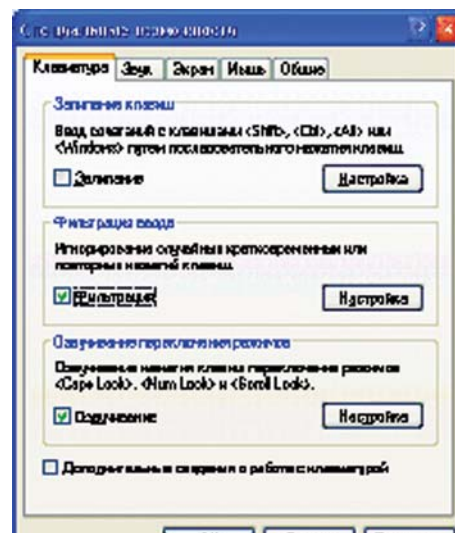 Специальные возможности
Клавиатура Звук Экран Мышь Общие
Залипание клавиш
Ввод сочетаний с клавишами <Shift>, <Ctrl>, <Alt> или
<Windows> путем последовательного нажатия клавиш.
Залипание
Настройка
Фильтрация ввода
Игнорирование случайных кратковременных или
повторных нажатий клавиш.
Фильтрация
Настройка
Озвучивание переключения режимов
Озвучивание нажатия клавиш переключения режимов
<Caps Lock>, <Num Lock> и <Scroll Lock>.
Озвучивание
Настройка
Дополнительные сведения о работе с клавиатурой